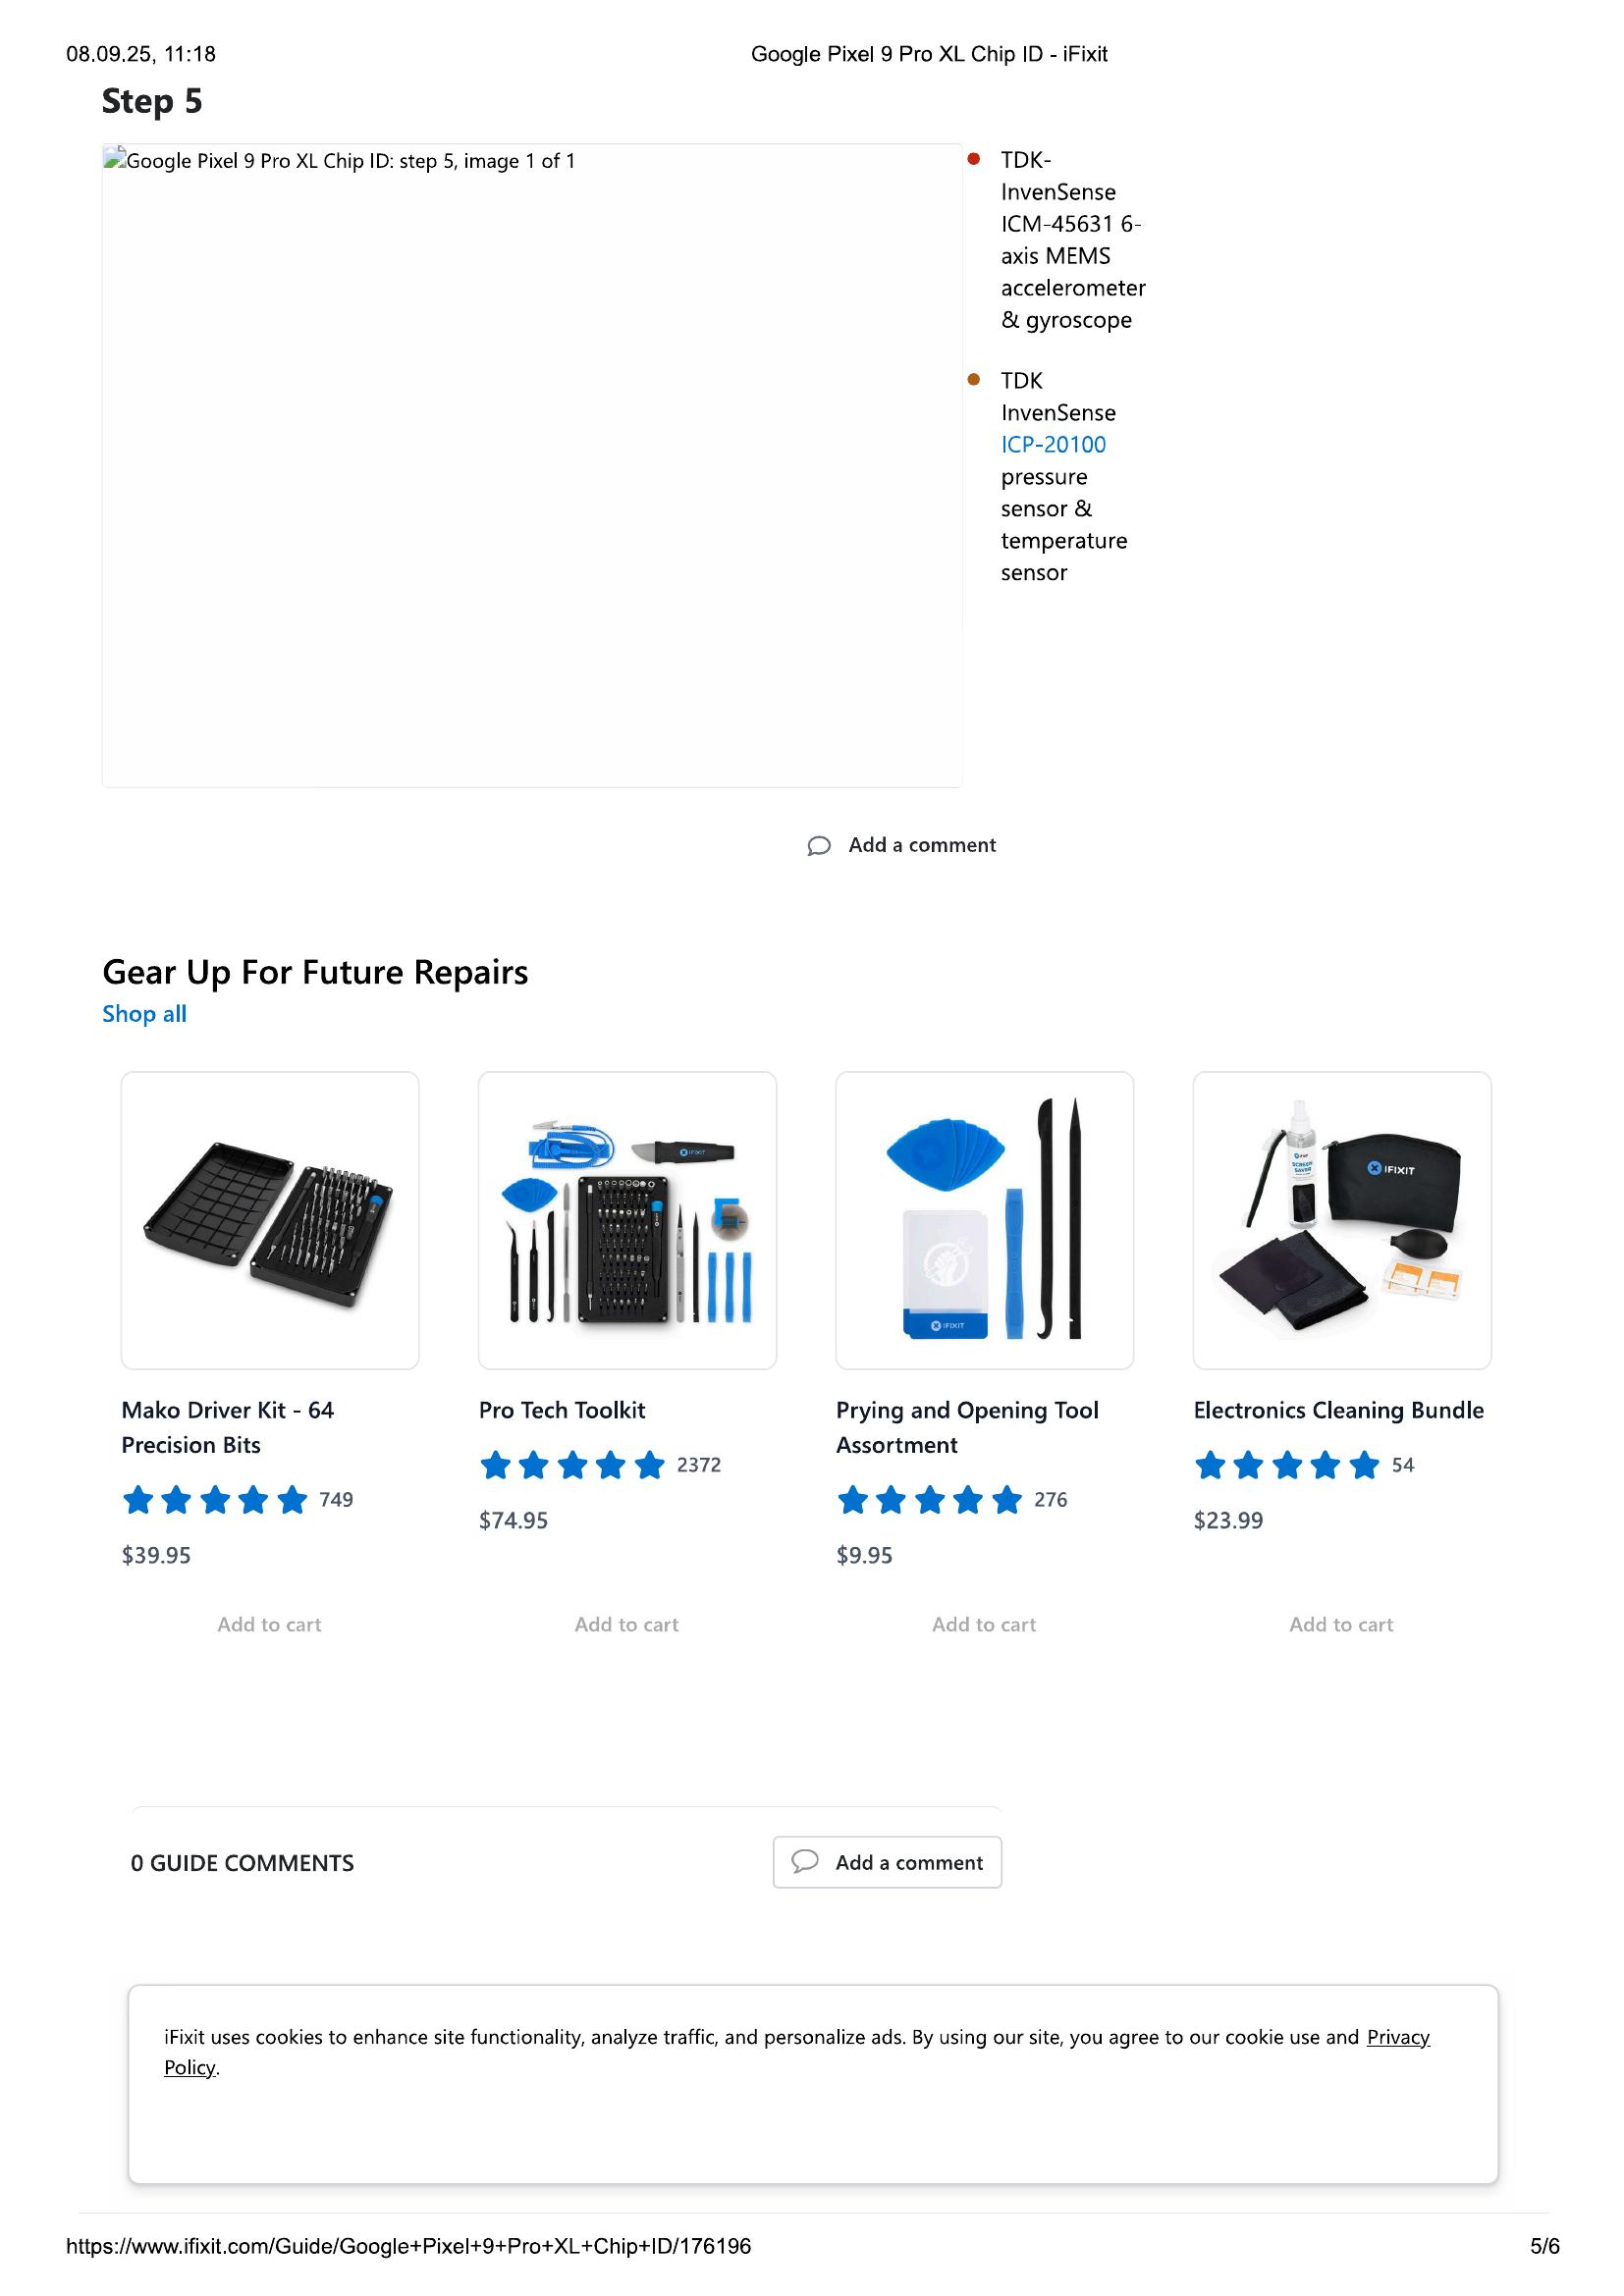 08.09.25, 11:18
Google Pixel 9 Pro XL Chip ID - iFixit
Step 5
Google Pixel 9 Pro XL Chip ID: step 5, image 1 of 1
TDK-
InvenSense
ICM-45631 6-
axis MEMS
accelerometer
& gyroscope
TDK
InvenSense
ICP-20100
pressure
sensor &
temperature
sensor
Add a comment
Gear Up For Future Repairs
Shop all
IFIXIT
IFIXIT
IFIXIT
SCREEN
SAVER
IFIXIT
Mako Driver Kit - 64
Precision Bits
749
$39.95
Add to cart
Pro Tech Toolkit
2372
$74.95
Add to cart
Prying and Opening Tool
Assortment
276
$9.95
Add to cart
Electronics Cleaning Bundle
54
$23.99
Add to cart
0 GUIDE COMMENTS
Add a comment
iFixit uses cookies to enhance site functionality, analyze traffic, and personalize ads. By using our site, you agree to our cookie use and Privacy
Policy.
https://www.ifixit.com/Guide/Google+Pixel+9+Pro+XL+Chip+ID/176196
5/6